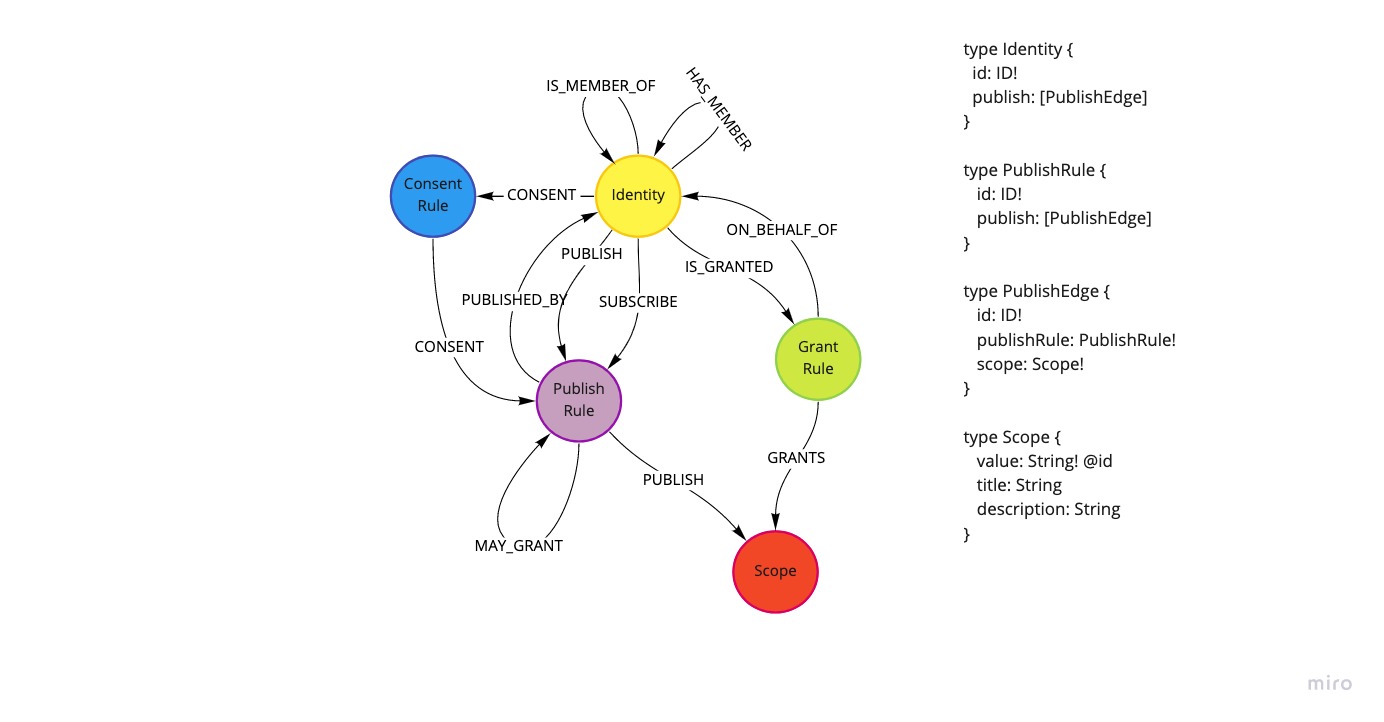 IS_MEMBER_OF
HAS_MEMBER
Consent
Rule
CONSENT
Identity
ON_BEHALF_OF
PUBLISH
IS_GRANTED
PUBLISHED_BY
SUBSCRIBE
CONSENT
Grant
Rule
Publish
Rule
GRANTS
PUBLISH
MAY_GRANT
Scope
type Identity {
id: ID!
publish: [PublishEdge]
}
type PublishRule {
id: ID!
publish: [PublishEdge]
}
type PublishEdge {
id: ID!
publishRule: PublishRule!
scope: Scope!
}
type Scope {
value: String! @id
title: String
description: String
}
miro